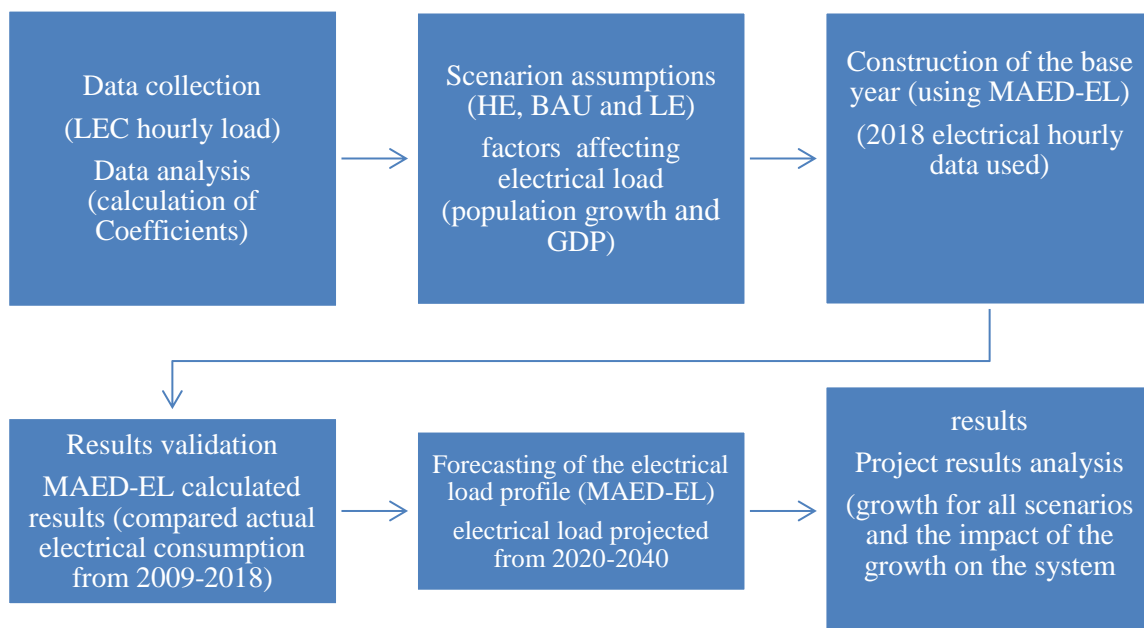 Data collection
(LEC hourly load)
Data analysis
(calculation of
Coefficients)
Scenarion assumptions
(HE, BAU and LE)
factors affecting
electrical load
(population growth and
GDP)
Construction of the base
year (using MAED-EL)
(2018 electrical hourly
data used)
Results validation
MAED-EL calculated
results (compared actual
electrical consumption
from 2009-2018)
Forecasting of the electrical
load profile (MAED-EL)
electrical load projected
from 2020-2040
results
Project results analysis
(growth for all scenarios
and the impact of the
growth on the system